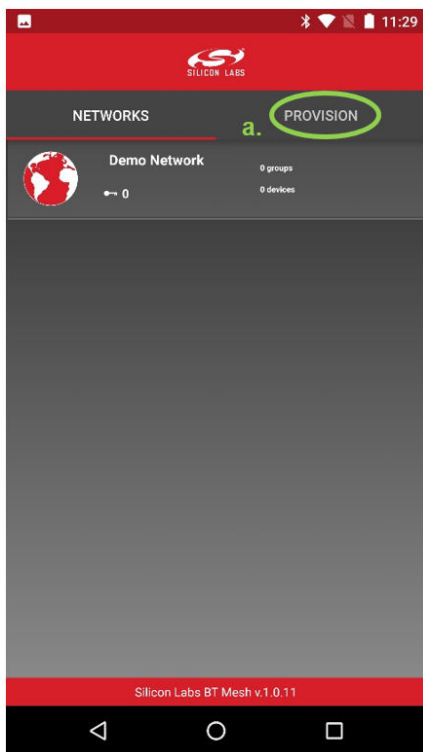 11:29
SILICON LABS
NETWORKS
a.
PROVISION
Demo Network
0 groups
0
0 devices
Silicon Labs BT Mesh v.1.0.11